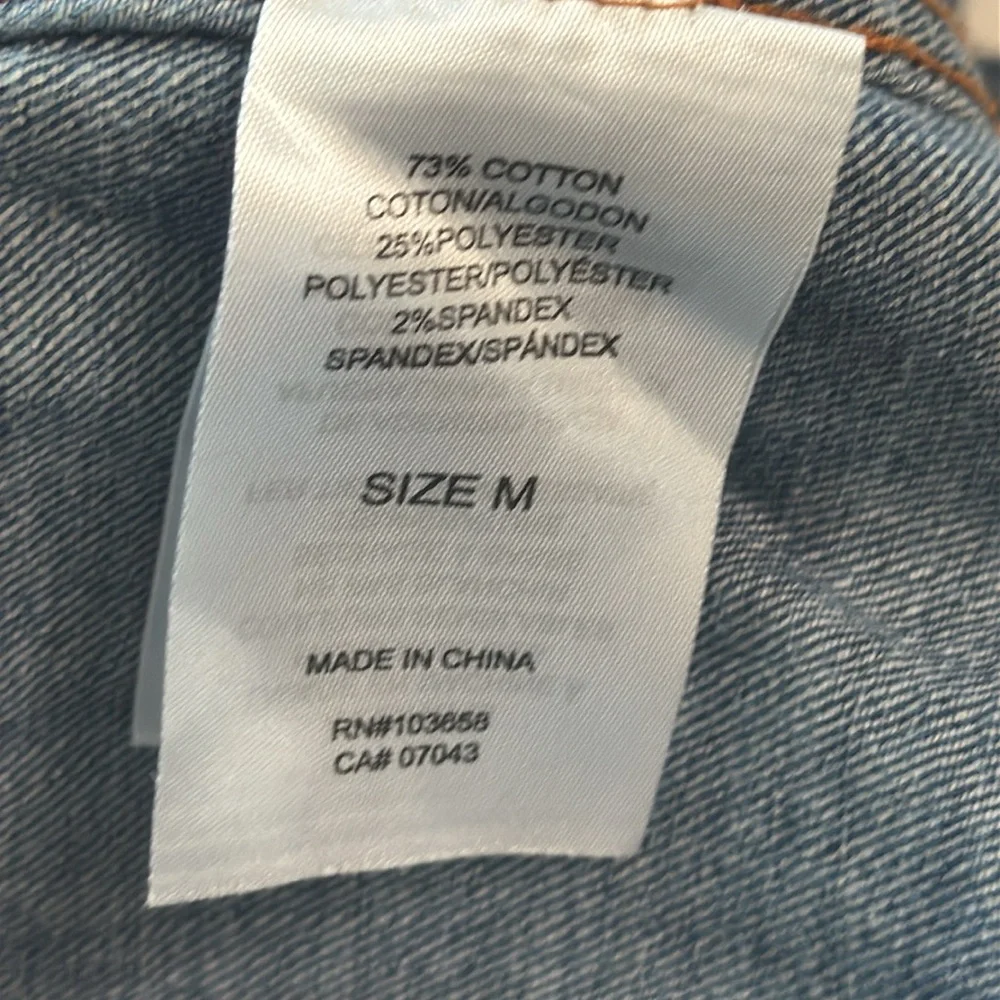 73% COTTON
COTON/ALGODON
25%POLYESTER
POLYESTER/POLYÉSTER
2%SPANDEX
SPANDEX/SPÁNDEX
SIZE M
MADE IN CHINA
RN#103658
CA# 07043